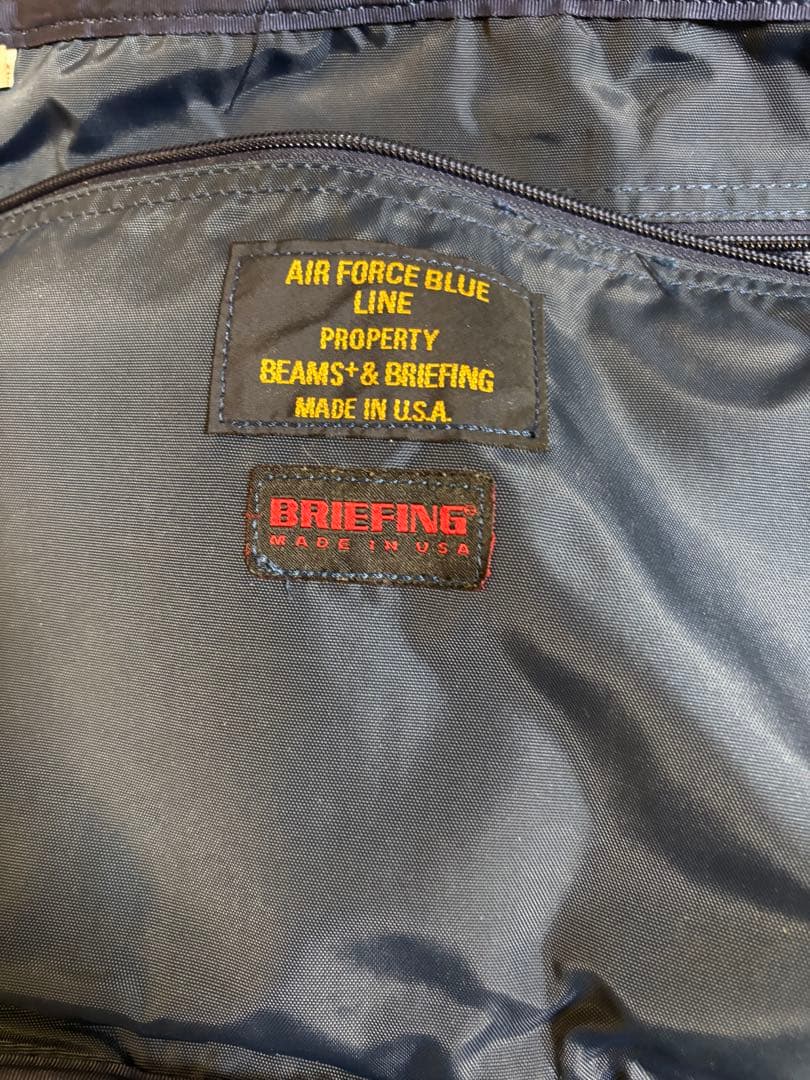 AIR FORCE BLUE
LINE
PROPERTY
BEAMS+ & BRIEFING
MADE IN U.S.A.
BRIEFING®
MADE IN USA